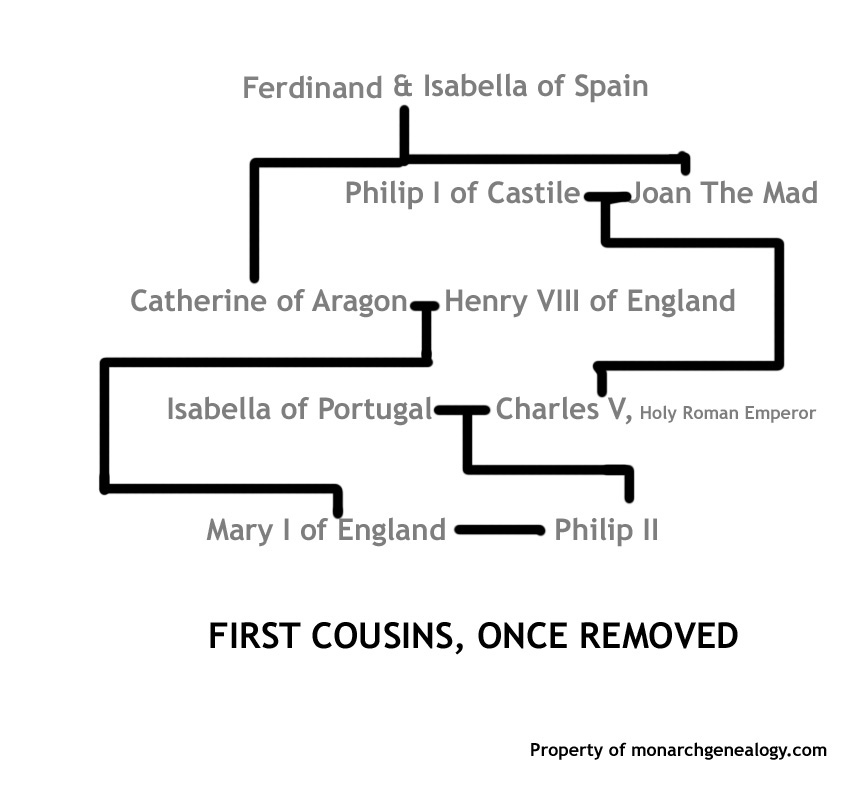 Ferdinand & Isabella of Spain
Philip I of Castile Joan The Mad
Catherine of Aragon Henry VIII of England
Isabella of Portugal Charles V, Holy Roman Emperor
Mary I of England Philip II
FIRST COUSINS, ONCE REMOVED
Property of monarchgenealogy.com